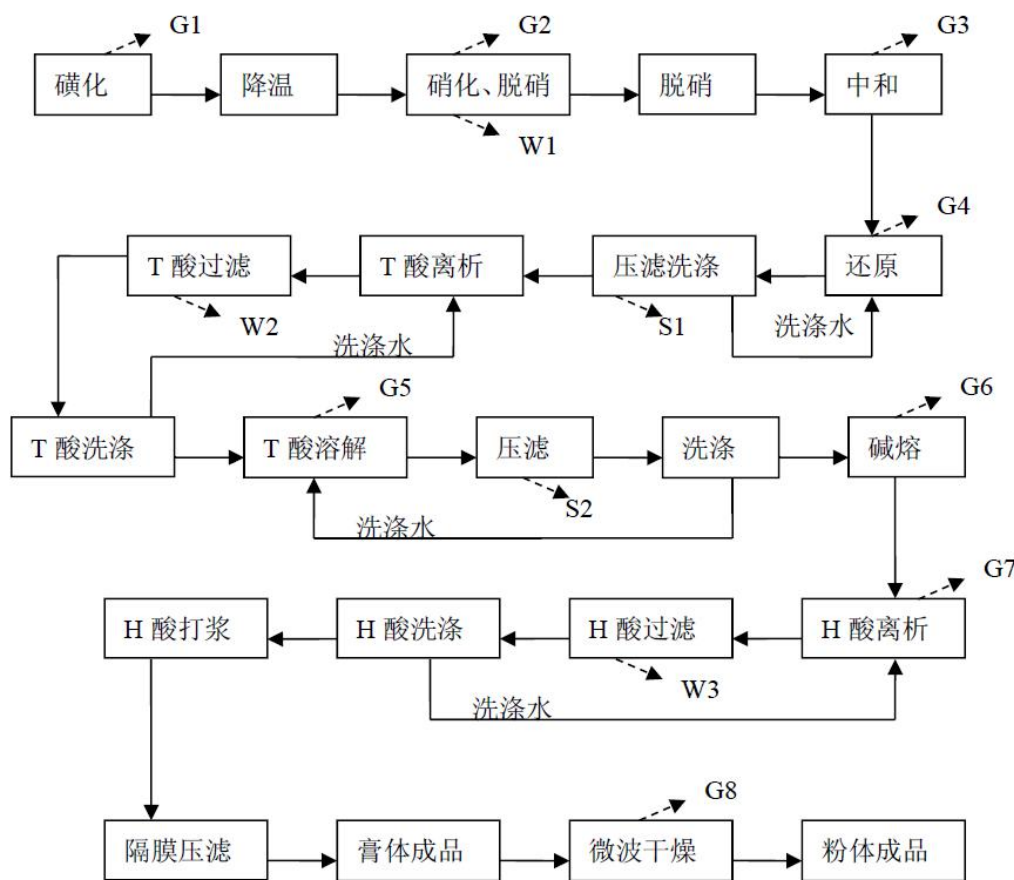 G1
G2
G3
磺化
降温
硝化、脱硝
脱硝
中和
W1
G4
T 酸过滤
T 酸离析
压滤洗涤
还原
W2
S1
洗涤水
洗涤水
G5
G6
T 酸洗涤
T 酸溶解
压滤
洗涤
碱熔
S2
洗涤水
G7
H 酸打浆
H 酸洗涤
H 酸过滤
H 酸离析
W3
洗涤水
G8
隔膜压滤
膏体成品
微波干燥
粉体成品